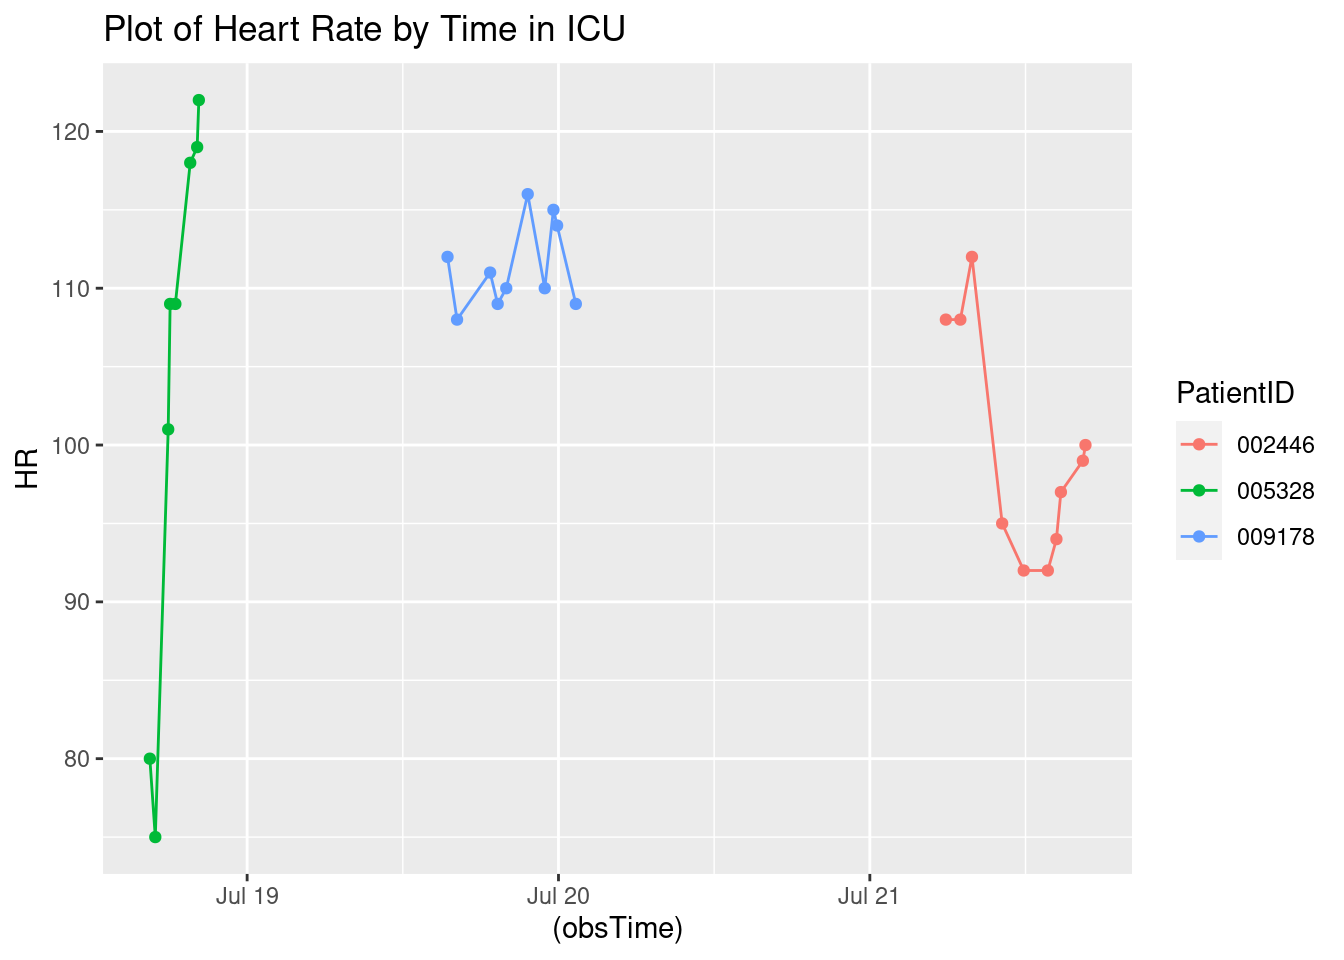 Plot of Heart Rate by Time in ICU
120
110
100
90
80
HR
Jul 19
Jul 20
Jul 21
(obsTime)
PatientID
002446
005328
009178